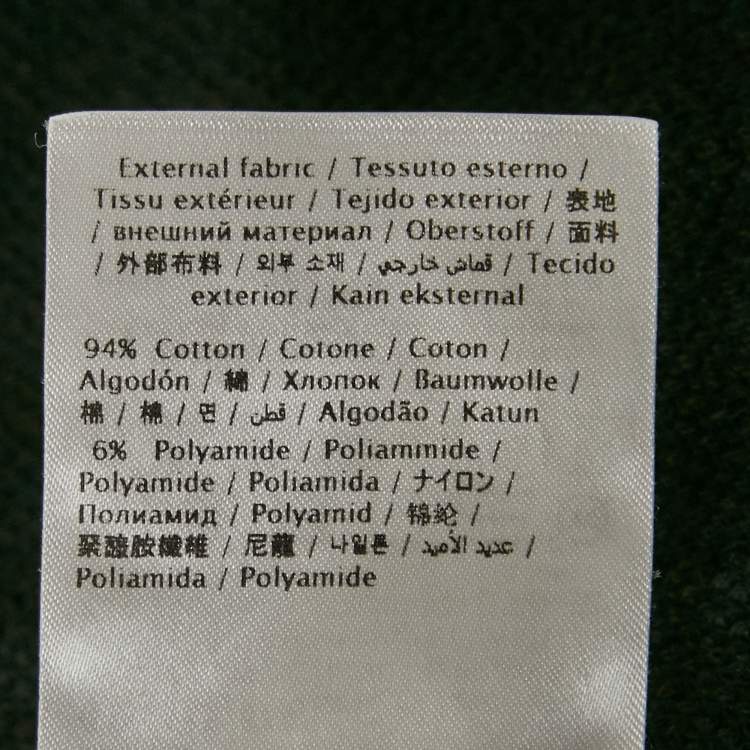 External fabric / Tessuto esterno /
Tissu extérieur / Tejido exterior / 表地
/ внешний материал / Oberstoff / 面料
/ 外部布料 / 외부 소재 / قماش خارجي / Tecido
exterior / Kain eksternal
94% Cotton / Cotone / Coton /
Algodón / 綿 / Хлопок / Baumwolle /
棉 / 棉 / 면 / قطن / Algodão / Katun
6% Polyamide / Poliammide /
Polyamide / Poliamida / ナイロン /
Полиамид / Polyamid / 锦纶 /
聚醯胺纖維 / 尼龍 / 나일론 / عديد الأميد /
Poliamida / Polyamide